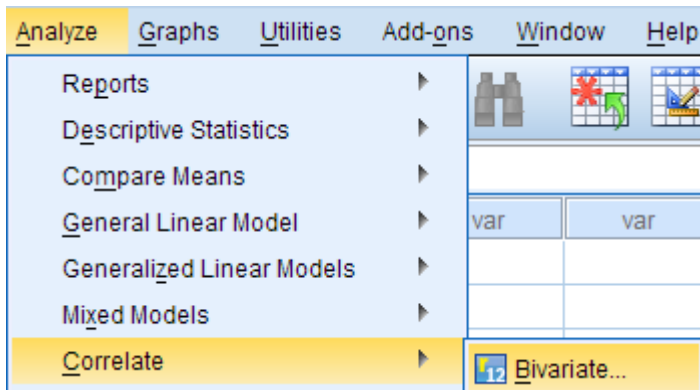 Analyze Graphs Utilities Add-ons Window Help
Reports
Descriptive Statistics
Compare Means
General Linear Model
var var
Generalized Linear Models
Mixed Models
Correlate
12 Bivariate...